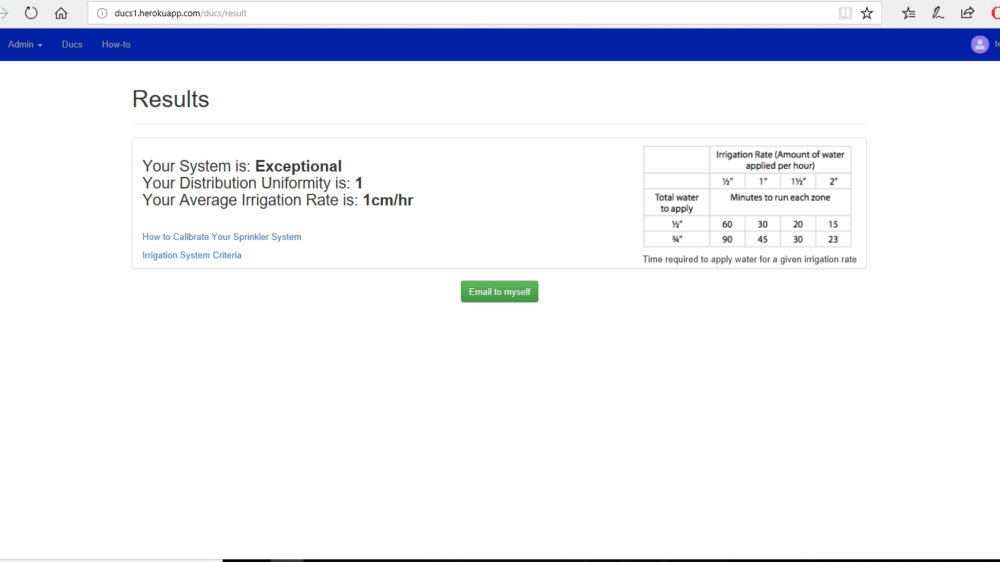 ducs1.herokuapp.com/ducs/result
Admin Ducs How-to
Results
Your System is: Exceptional
Your Distribution Uniformity is: 1
Your Average Irrigation Rate is: 1cm/hr
How to Calibrate Your Sprinkler System
Irrigation System Criteria
Irrigation Rate (Amount of water
applied per hour)
½" 1" 1½" 2"
Total water
to apply
Minutes to run each zone
½" 60 30 20 15
¾" 90 45 30 23
Time required to apply water for a given irrigation rate
Email to myself